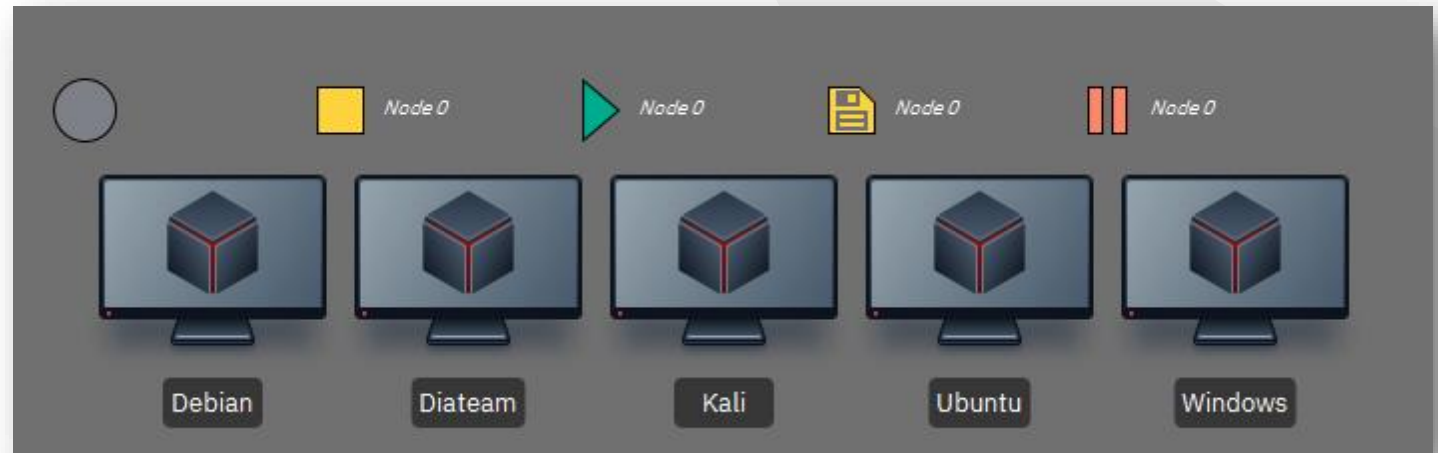 Node 0
Node 0
Node 0
Node 0
Debian
Diateam
Kali
Ubuntu
Windows